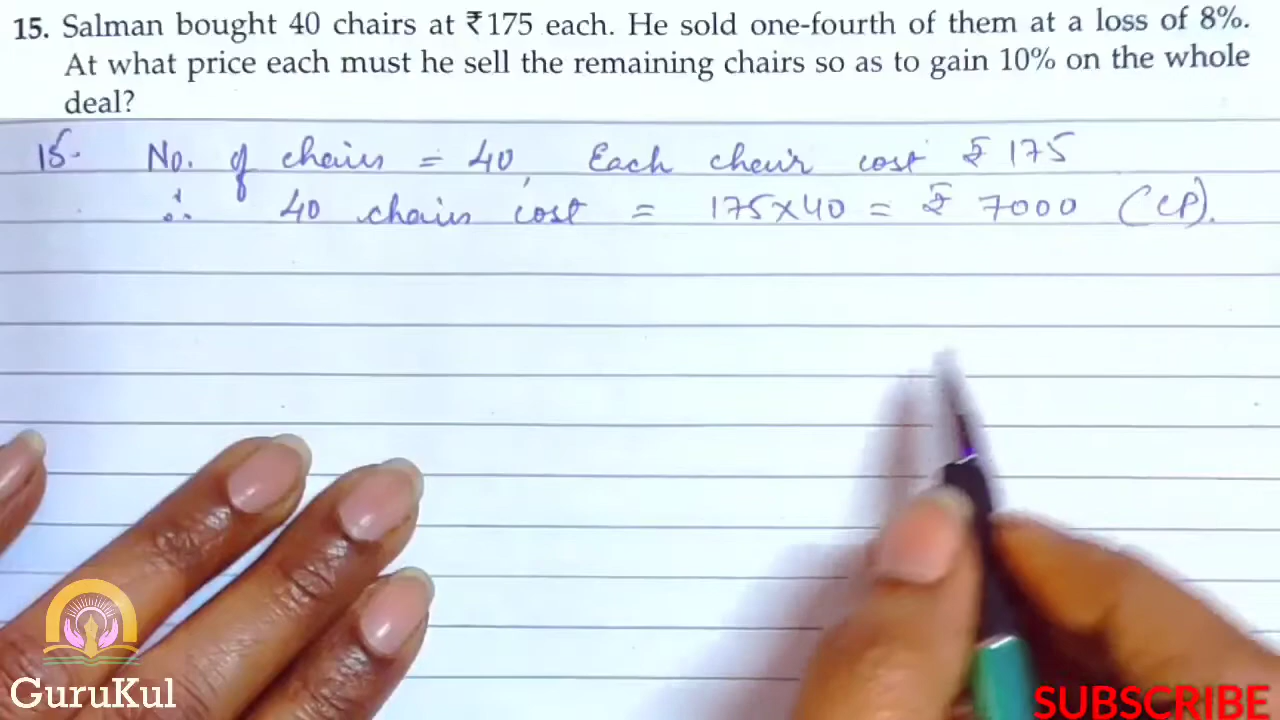 15. Salman bought 40 chairs at ₹175 each. He sold one-fourth of them at a loss of 8%.
At what price each must he sell the remaining chairs so as to gain 10% on the whole
deal?
15. No. of chairs = 40, Each chair cost ₹ 175
∴ 40 chairs cost = 175×40 = ₹ 7000 (CP).
GuruKul
SUBSCRIBE